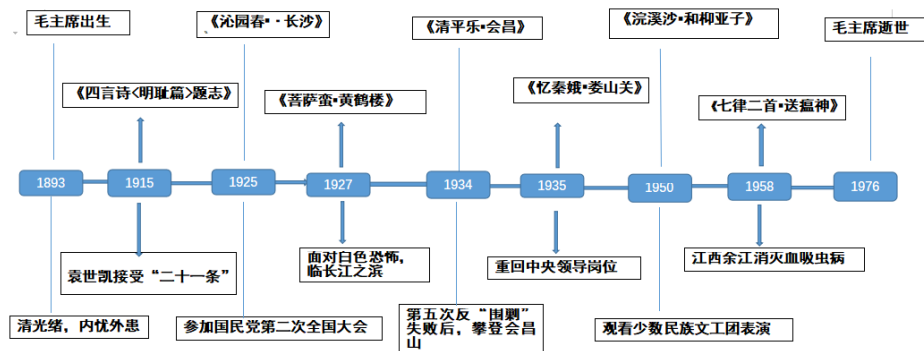 毛主席出生
《沁园春·长沙》
《清平乐·会昌》
《浣溪沙·和柳亚子》
毛主席逝世
《四言诗<明耻篇>题志》
《菩萨蛮·黄鹤楼》
《忆秦娥·娄山关》
《七律二首·送瘟神》
1893
1915
1925
1927
1934
1935
1950
1958
1976
袁世凯接受“二十一条”
面对白色恐怖，
临长江之滨
重回中央领导岗位
江西余江消灭血吸虫病
清光绪，内忧外患
参加国民党第二次全国大会
第五次反“围剿”
失败后，攀登会昌
山
观看少数民族文工团表演